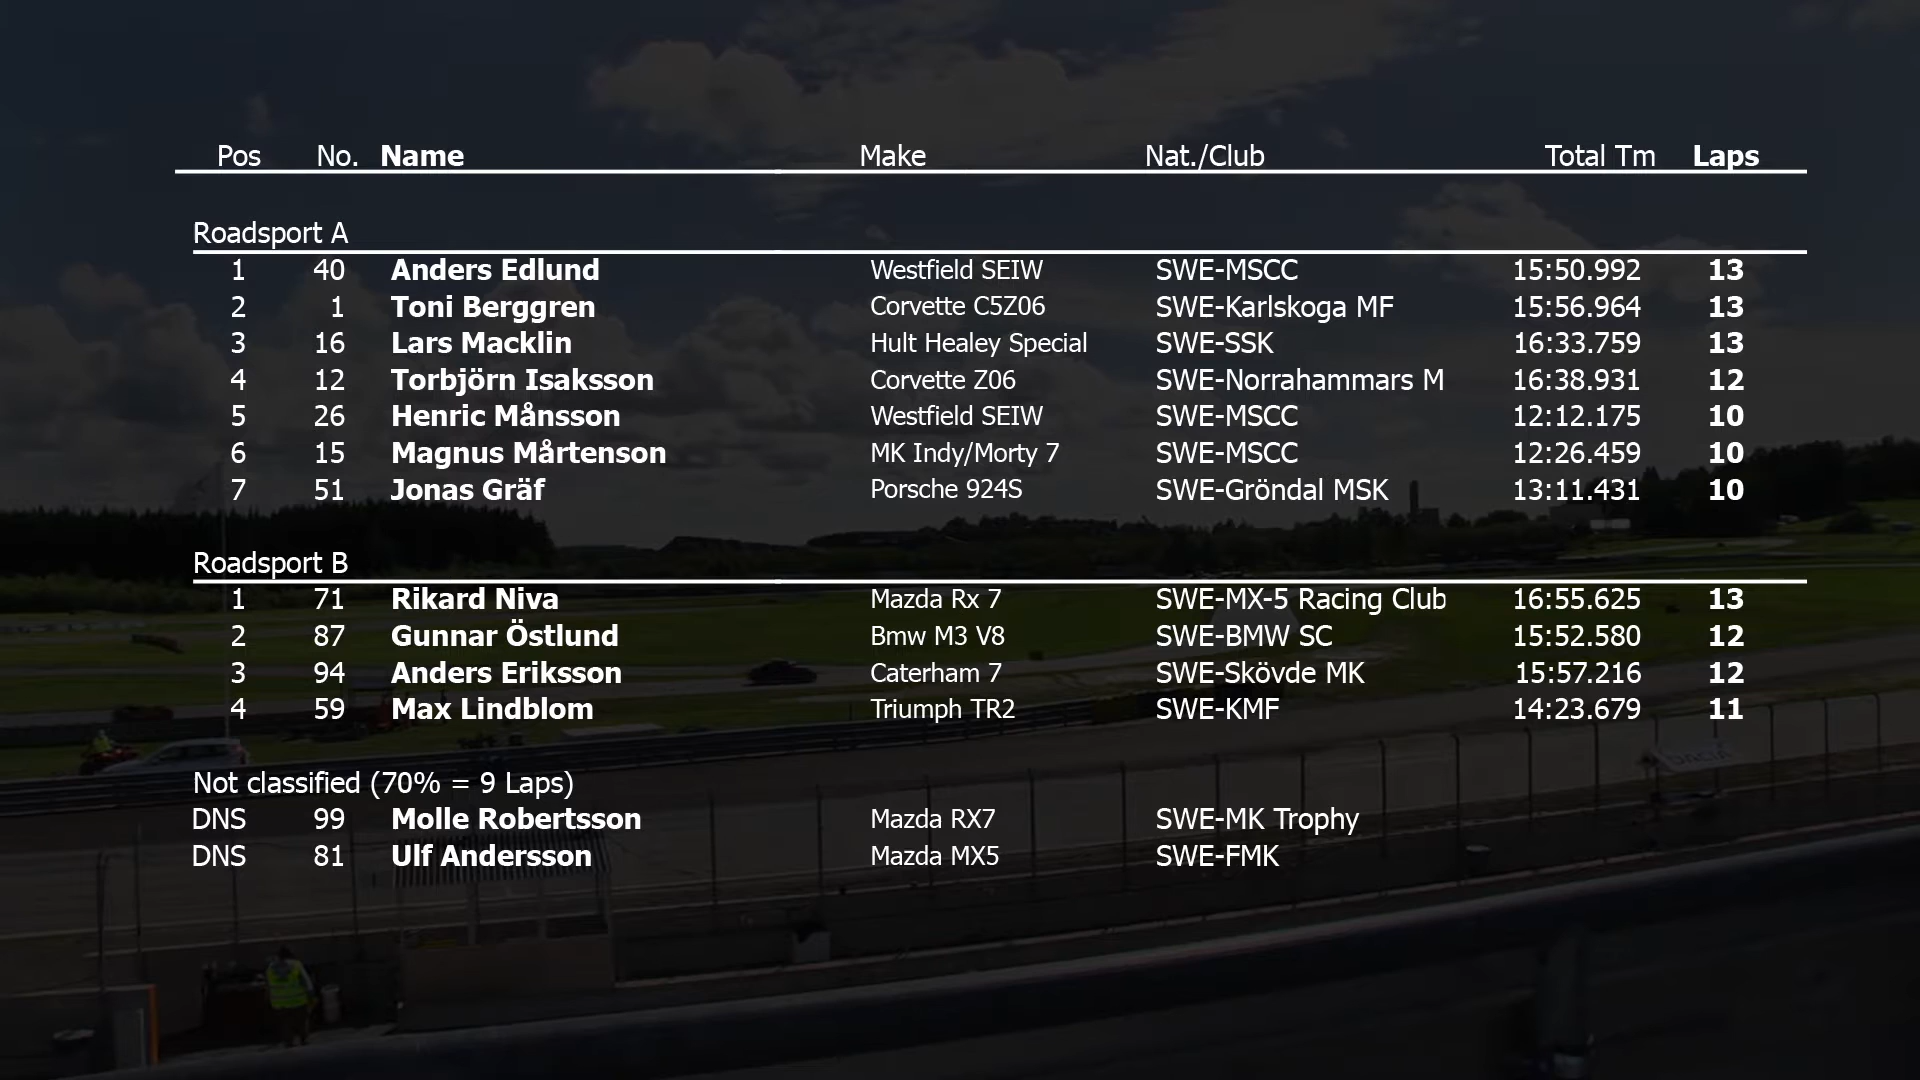 Pos No. Name Make Nat./Club Total Tm Laps
Roadsport A
1 40 Anders Edlund Westfield SEIW SWE-MSCC 15:50.992 13
2 1 Toni Berggren Corvette C5Z06 SWE-Karlskoga MF 15:56.964 13
3 16 Lars Macklin Hult Healey Special SWE-SSK 16:33.759 13
4 12 Torbjörn Isaksson Corvette Z06 SWE-Norrahammars M 16:38.931 12
5 26 Henric Månsson Westfield SEIW SWE-MSCC 12:12.175 10
6 15 Magnus Mårtenson MK Indy/Morty 7 SWE-MSCC 12:26.459 10
7 51 Jonas Gräf Porsche 924S SWE-Gröndal MSK 13:11.431 10
Roadsport B
1 71 Rikard Niva Mazda Rx 7 SWE-MX-5 Racing Club 16:55.625 13
2 87 Gunnar Östlund Bmw M3 V8 SWE-BMW SC 15:52.580 12
3 94 Anders Eriksson Caterham 7 SWE-Skövde MK 15:57.216 12
4 59 Max Lindblom Triumph TR2 SWE-KMF 14:23.679 11
Not classified (70% = 9 Laps)
DNS 99 Molle Robertsson Mazda RX7 SWE-MK Trophy
DNS 81 Ulf Andersson Mazda MX5 SWE-FMK